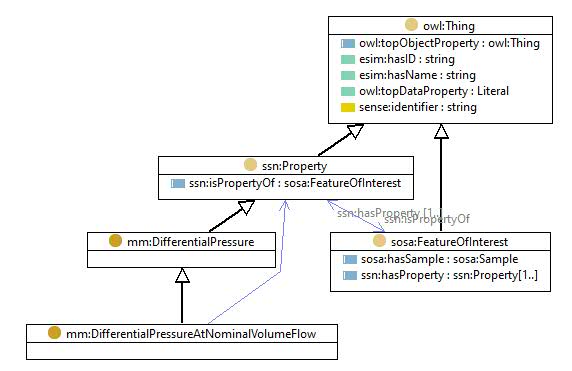 owl:Thing
owl:topObjectProperty : owl:Thing
esim:hasID : string
esim:hasName : string
owl:topDataProperty : Literal
sense:identifier : string
ssn:Property
ssn:isPropertyOf : sosa:FeatureOfInterest
ssn:hasProperty [1..
ssn:isPropertyOf
mm:DifferentialPressure
sosa:FeatureOfInterest
sosa:hasSample : sosa:Sample
ssn:hasProperty : ssn:Property[1..]
mm:DifferentialPressureAtNominalVolumeFlow